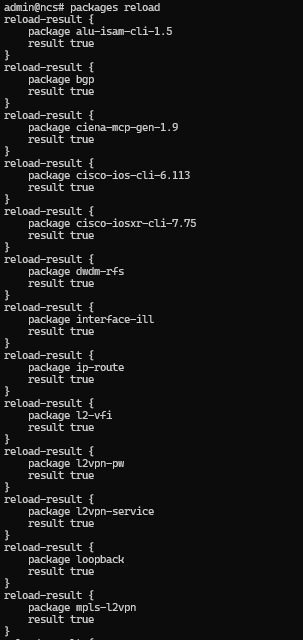 admin@ncs# packages reload
reload-result {
    package alu-isam-cli-1.5
    result true
}
reload-result {
    package bgp
    result true
}
reload-result {
    package ciena-mcp-gen-1.9
    result true
}
reload-result {
    package cisco-ios-cli-6.113
    result true
}
reload-result {
    package cisco-iosxr-cli-7.75
    result true
}
reload-result {
    package dwdm-rfs
    result true
}
reload-result {
    package interface-ill
    result true
}
reload-result {
    package ip-route
    result true
}
reload-result {
    package l2-vfi
    result true
}
reload-result {
    package l2vpn-pw
    result true
}
reload-result {
    package l2vpn-service
    result true
}
reload-result {
    package loopback
    result true
}
reload-result {
    package mpls-l2vpn
    result true
}